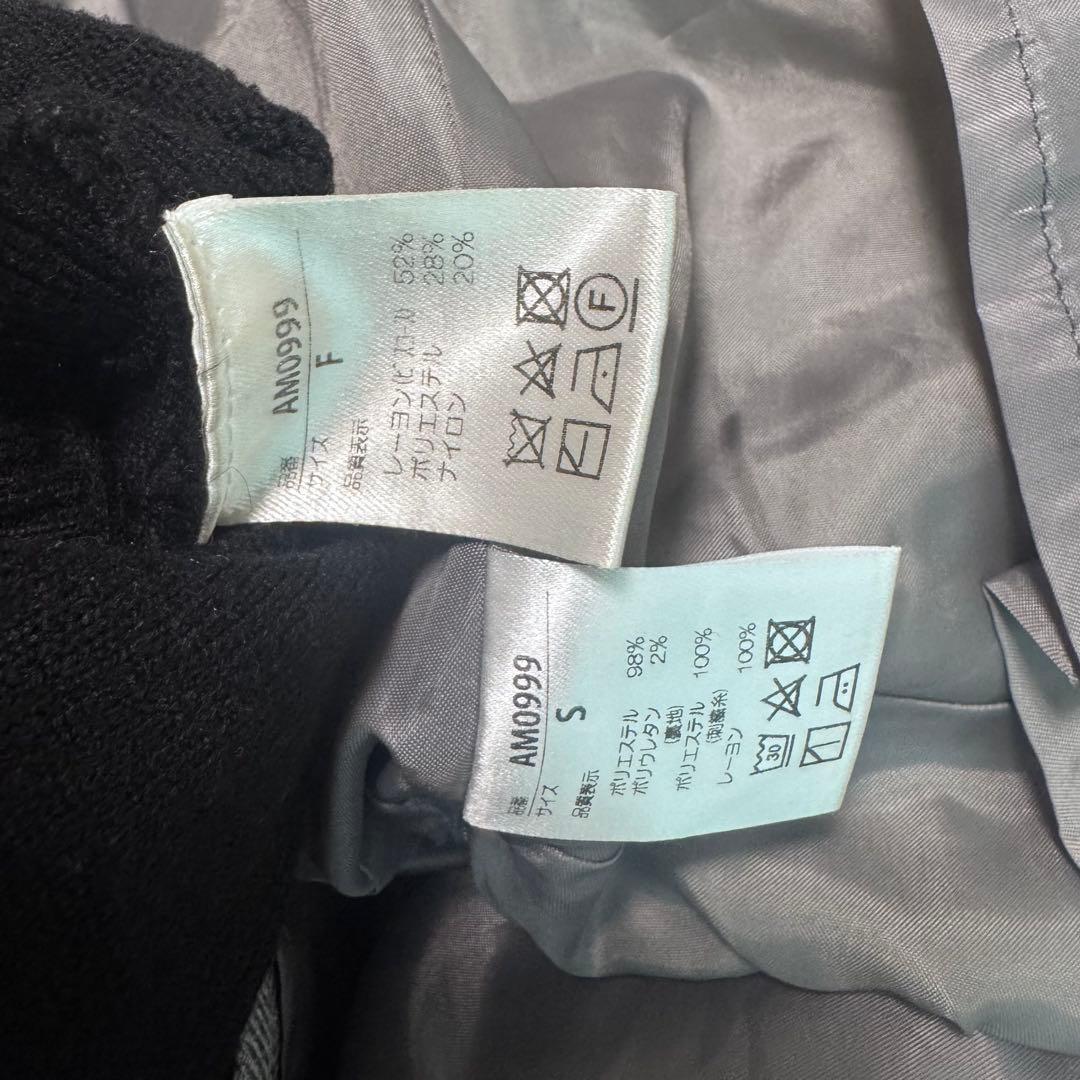 品番 AM0999
サイズ F
品質表示
レーヨン(ビスコース) 52%
ポリエステル 28%
ナイロン 20%
F
品番 AM0999
サイズ S
品質表示
ポリエステル 98%
ポリウレタン 2%
(裏地)
ポリエステル 100%
(刺繍糸)
レーヨン 100%
30